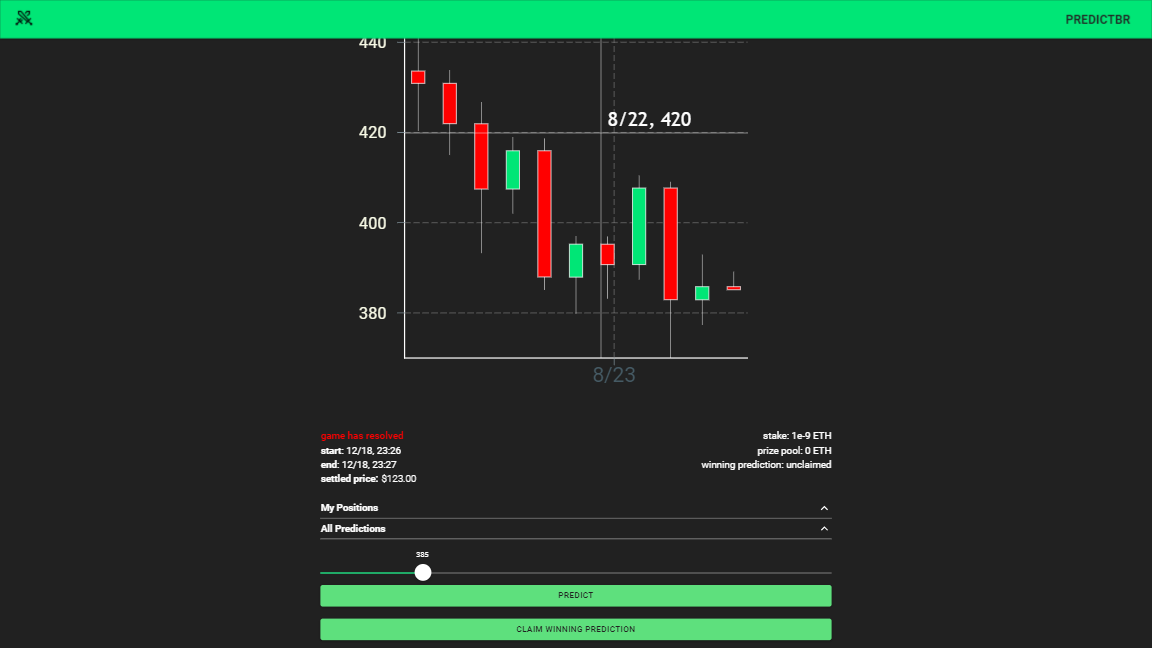 PREDICTBR
440
8/22, 420
420
400
380
8/23
game has resolved
start: 12/18, 23:26
end: 12/18, 23:27
settled price: $123.00
stake: 1e-9 ETH
prize pool: 0 ETH
winning prediction: unclaimed
My Positions
All Predictions
385
PREDICT
CLAIM WINNING PREDICTION